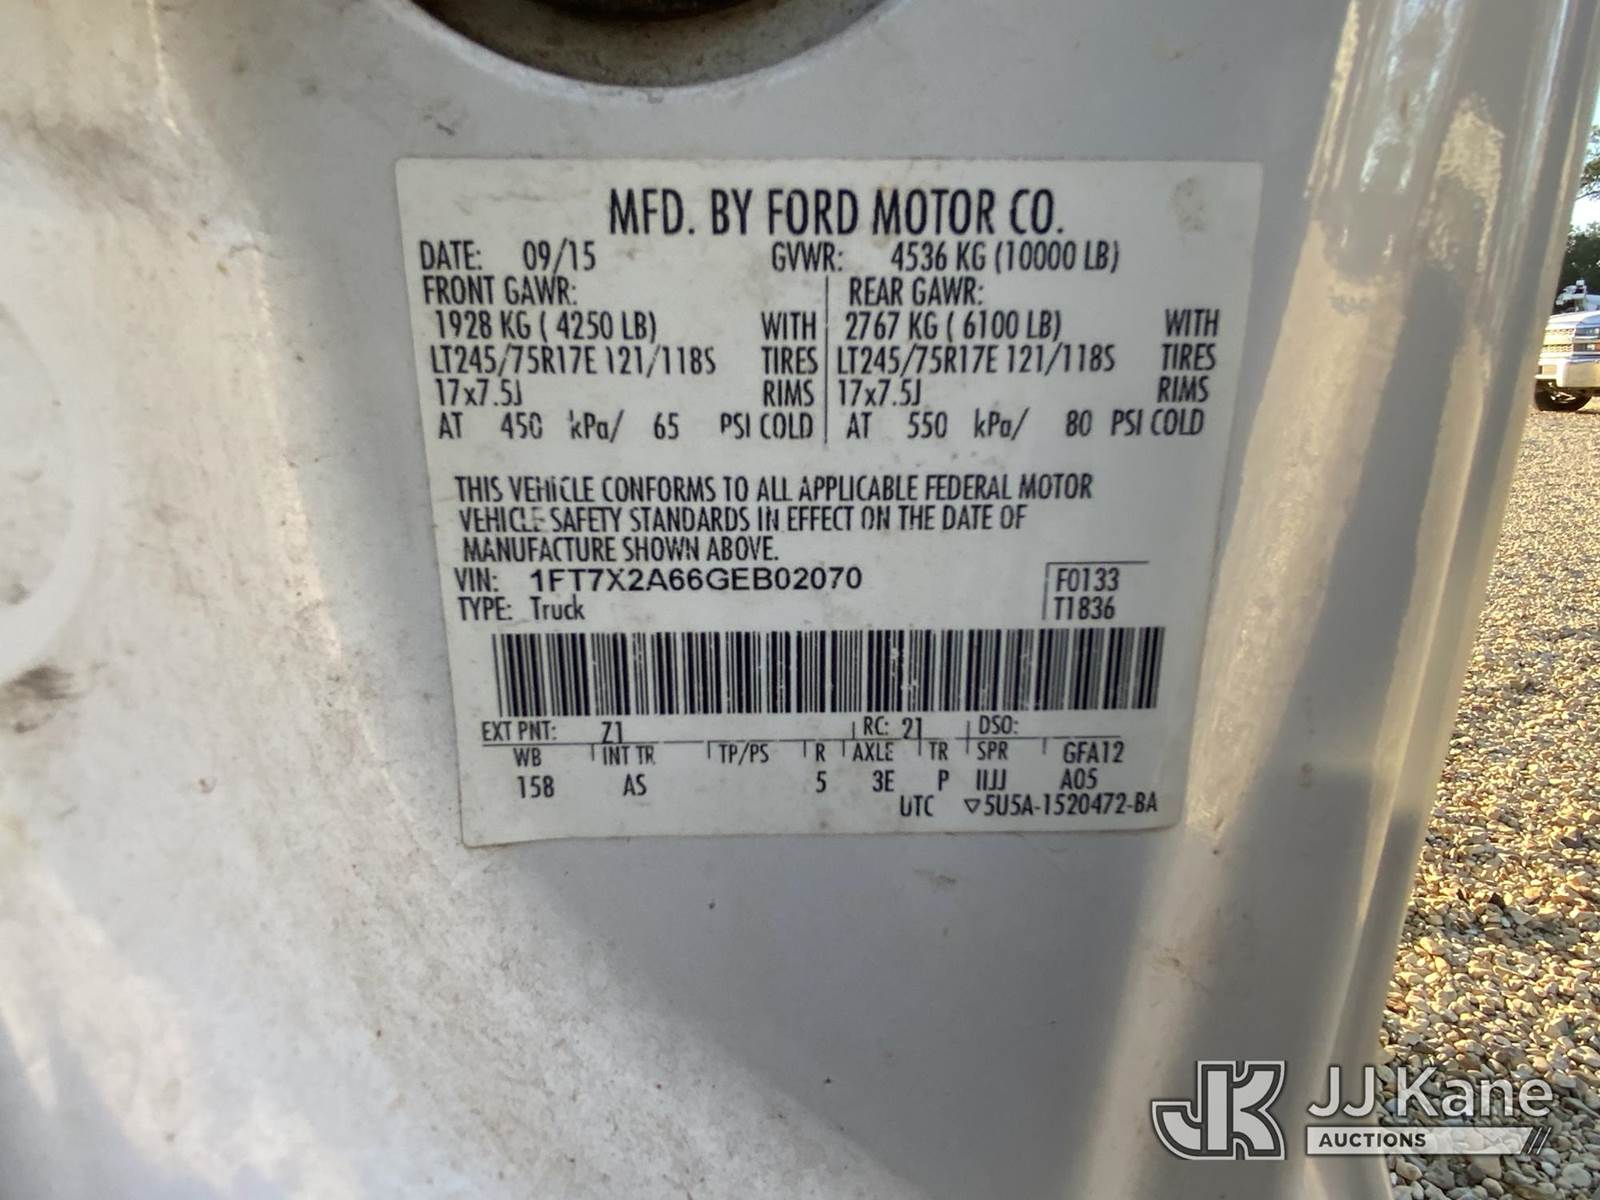 MFD. BY FORD MOTOR CO.
DATE: 09/15 GVWR: 4536 KG (10000 LB)
FRONT GAWR: REAR GAWR:
1928 KG ( 4250 LB) WITH 2767 KG ( 6100 LB) WITH
LT245/75R17E 121/118S TIRES LT245/75R17E 121/118S TIRES
17x7.5J RIMS 17x7.5J RIMS
AT 450 kPa/ 65 PSI COLD AT 550 kPa/ 80 PSI COLD
THIS VEHICLE CONFORMS TO ALL APPLICABLE FEDERAL MOTOR
VEHICLE SAFETY STANDARDS IN EFFECT ON THE DATE OF
MANUFACTURE SHOWN ABOVE.
VIN: 1FT7X2A66GEB02070 F0133
TYPE: Truck T1836
EXT PNT: Z1 RC: 21 DSO:
WB INT TR TP/PS R AXLE TR SPR GFA12
158 AS 5 3E P IIJJ A05
UTC ▽5U5A-1520472-BA
JK JJ Kane
AUCTIONS